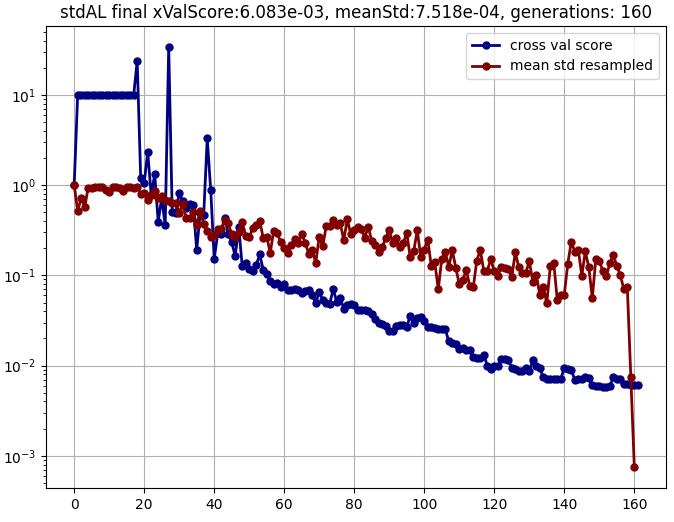 stdAL final xValScore:6.083e-03, meanStd:7.518e-04, generations: 160
cross val score
mean std resampled
10¹
10⁰
10⁻¹
10⁻²
10⁻³
0 20 40 60 80 100 120 140 160